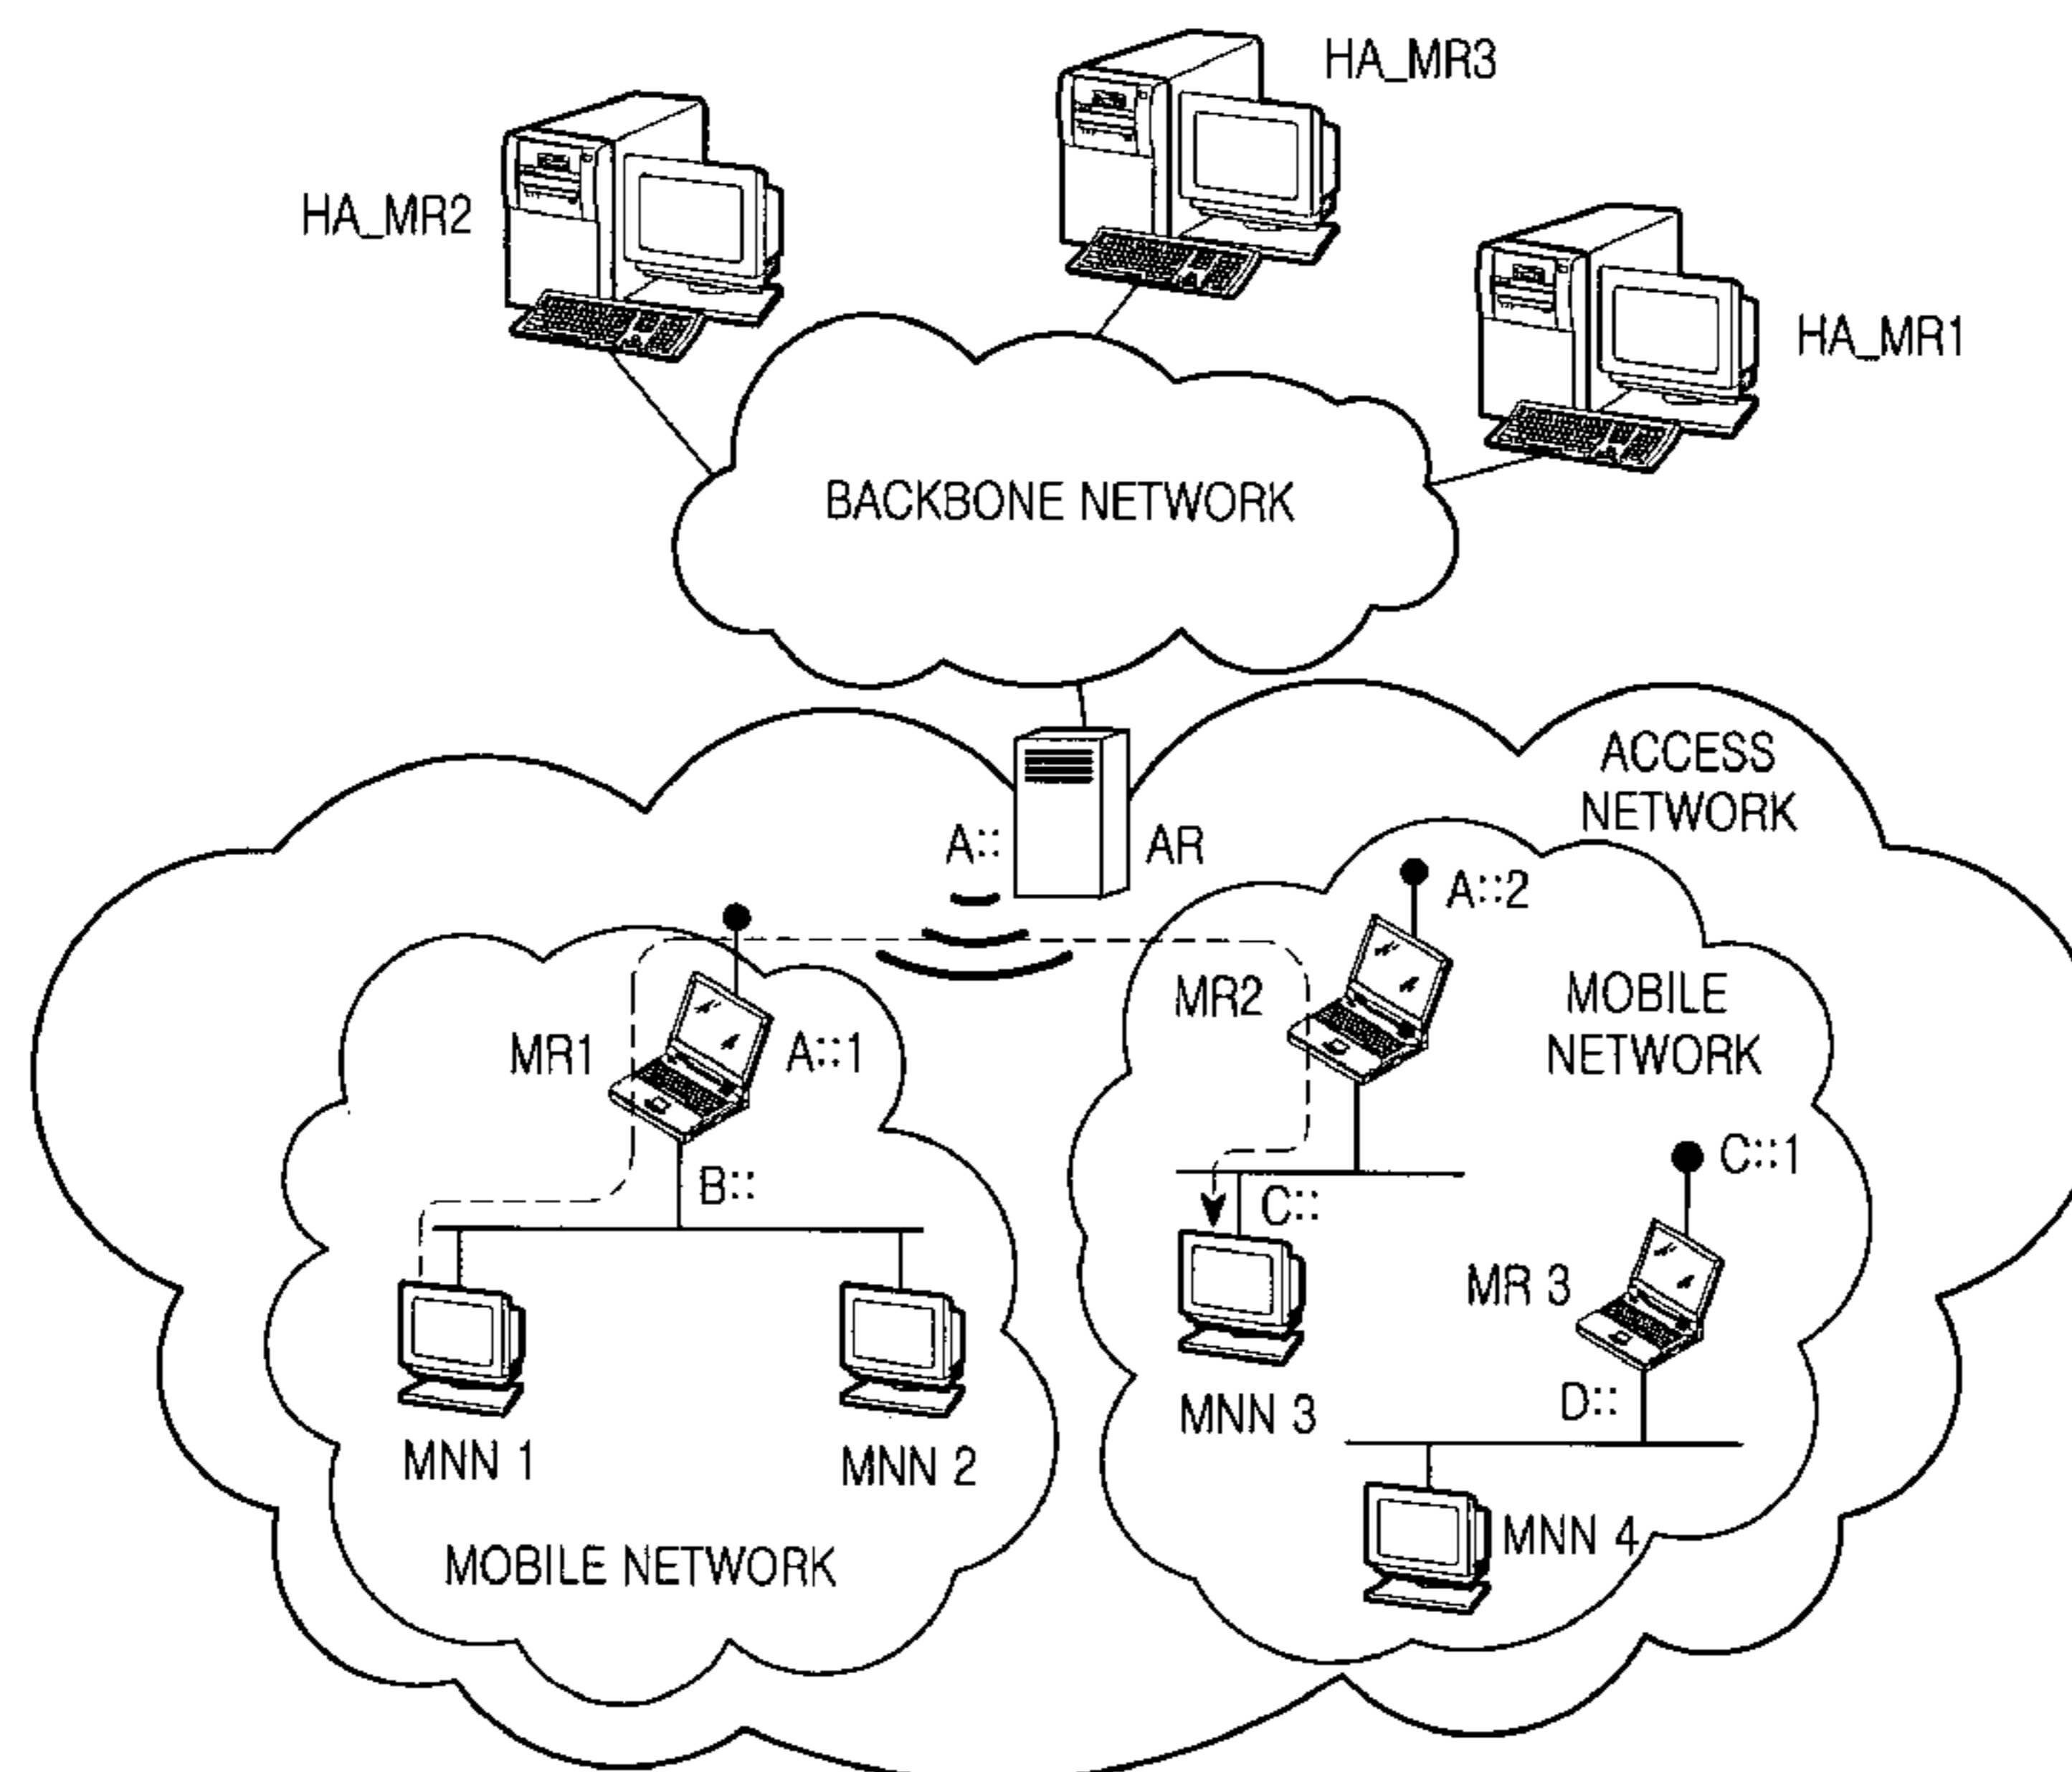 HA_MR3
HA_MR2
HA_MR1
BACKBONE NETWORK
ACCESS
NETWORK
A::
AR
A::2
MR2
MOBILE
NETWORK
MR1
A::1
C::1
B::
C::
MR 3
MNN 3
D::
MNN 1
MNN 2
MNN 4
MOBILE NETWORK